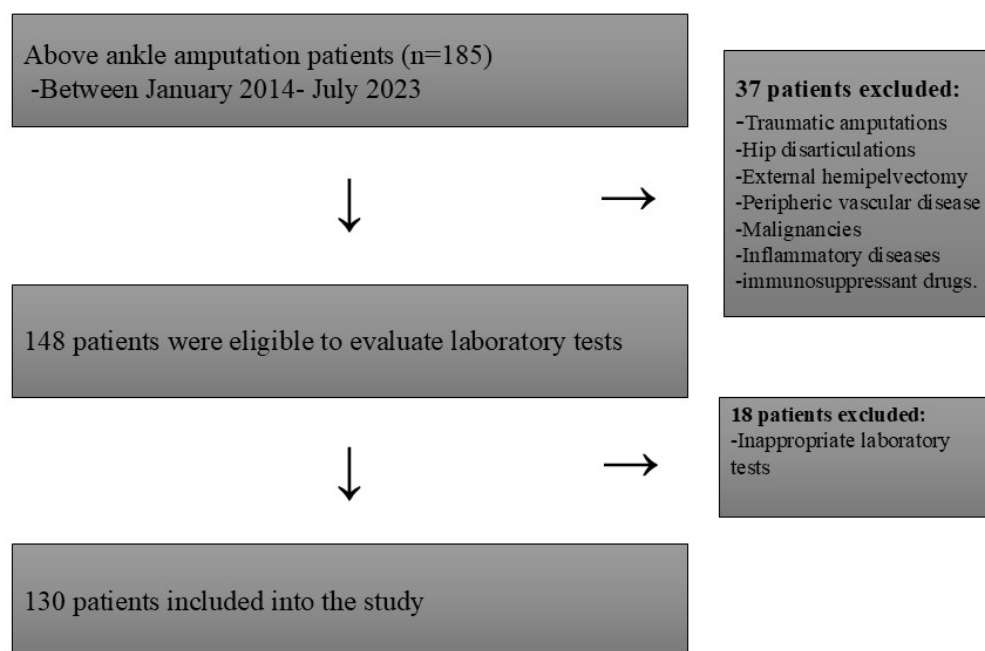 Above ankle amputation patients (n=185)
-Between January 2014- July 2023
37 patients excluded:
-Traumatic amputations
-Hip disarticulations
-External hemipelvectomy
-Peripheric vascular disease
-Malignancies
-Inflammatory diseases
-immunosuppressant drugs.
148 patients were eligible to evaluate laboratory tests
18 patients excluded:
-Inappropriate laboratory
tests
130 patients included into the study